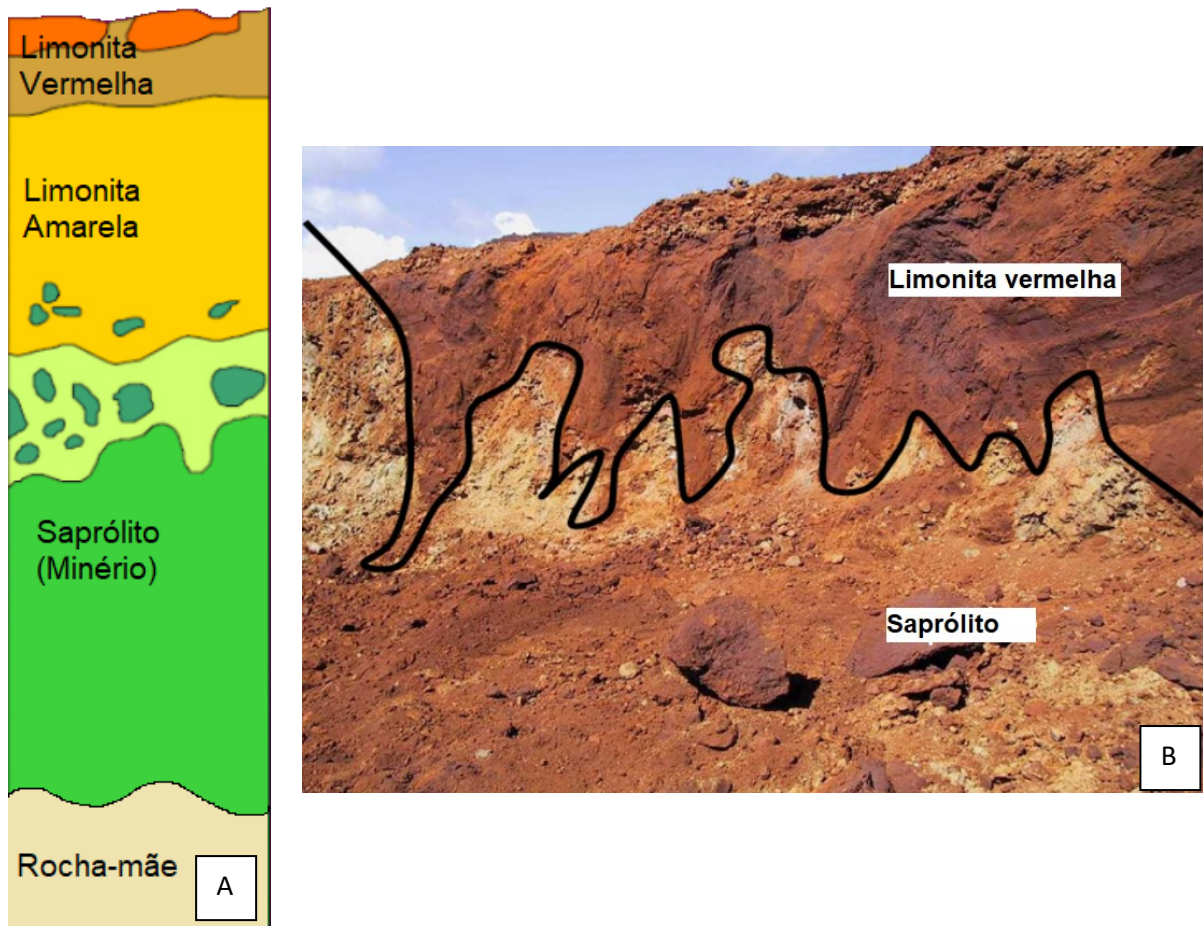 Limonita
Vermelha
Limonita
Amarela
Saprólito
(Minério)
Rocha-mãe
A
Limonita vermelha
Saprólito
B